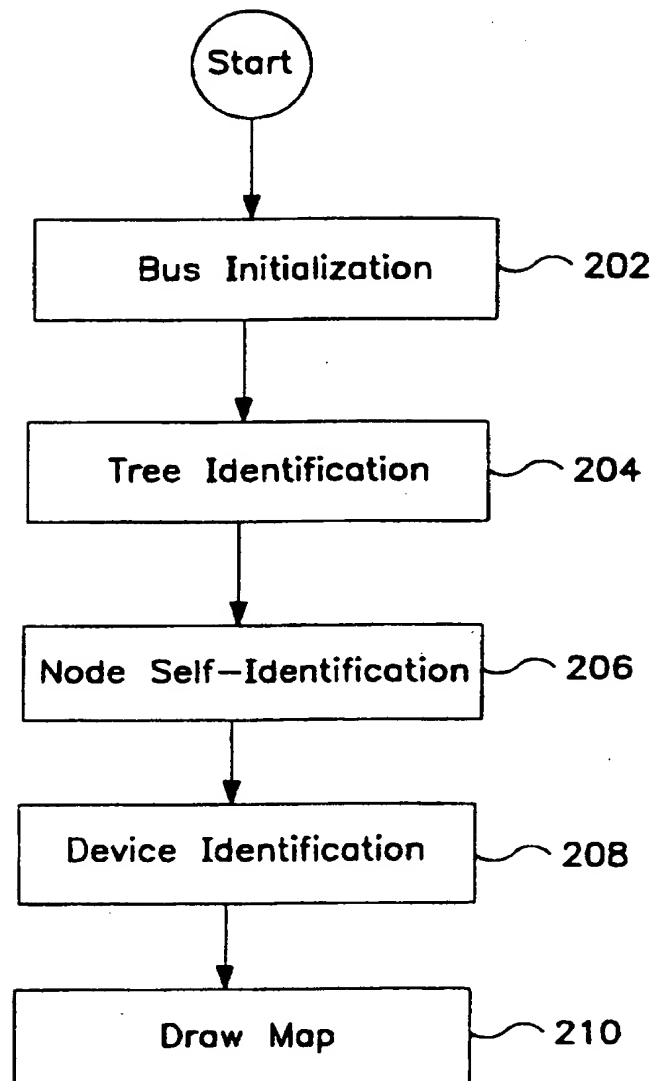 Start
Bus Initialization 202
Tree Identification 204
Node Self-Identification 206
Device Identification 208
Draw Map 210